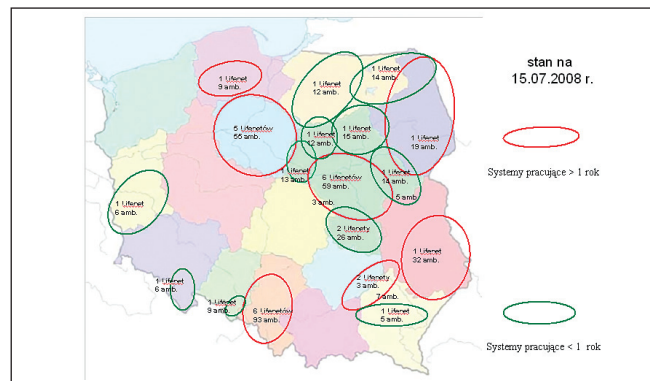 stan na
15.07.2008 r.
1 Ufenet
9 amb.
1 Ufenet
12 amb.
1 Ufenet
14 amb.
5 Ufenetów
55 amb.
1 Ufenet
12 amb.
1 Ufenet
15 amb.
1 Ufenet
19 amb.
1 Ufenet
13 amb.
6 Ufenetów
59 amb.
3 amb.
1 Ufenet
14 amb.
5 amb.
1 Ufenet
6 amb.
2 Ufenety
26 amb.
1 Ufenet
32 amb.
1 Ufenet
6 amb.
1 Ufenet
9 amb.
6 Ufenetów
93 amb.
2 Ufenety
3 amb.
7 amb.
1 Ufenet
5 amb.
Systemy pracujące > 1 rok
Systemy pracujące < 1 rok